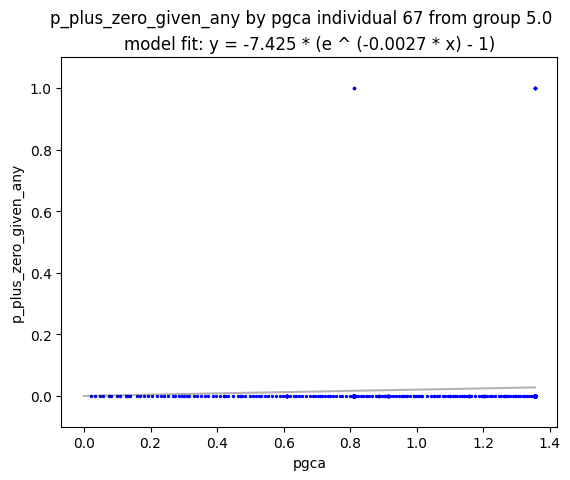 p_plus_zero_given_any by pgca individual 67 from group 5.0
model fit: y = -7.425 * (e ^ (-0.0027 * x) - 1)
1.0
0.8
0.6
0.4
0.2
0.0
p_plus_zero_given_any
0.0 0.2 0.4 0.6 0.8 1.0 1.2 1.4
pgca